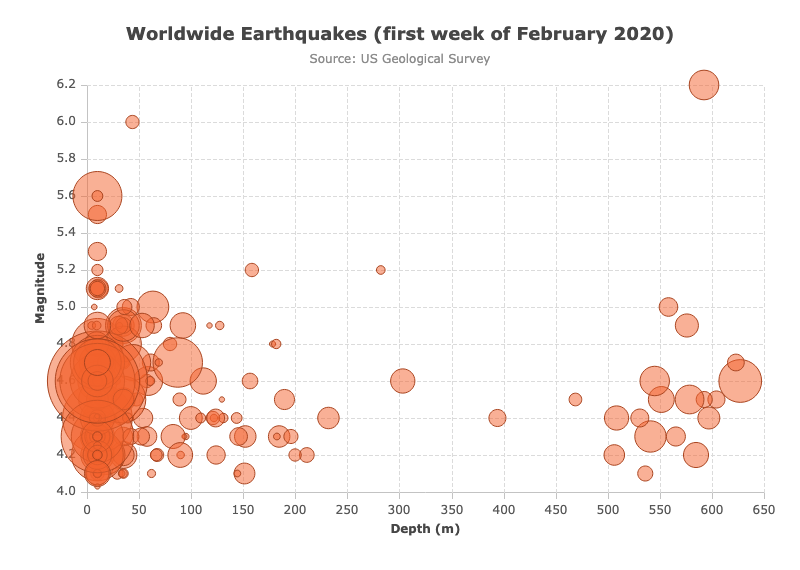 Worldwide Earthquakes (first week of February 2020)
Source: US Geological Survey
6.2
6.0
5.8
5.6
5.4
5.2
5.0
4.8
4.2
4.0
Magnitude
0 50 100 150 200 250 300 350 400 450 500 550 600 650
Depth (m)